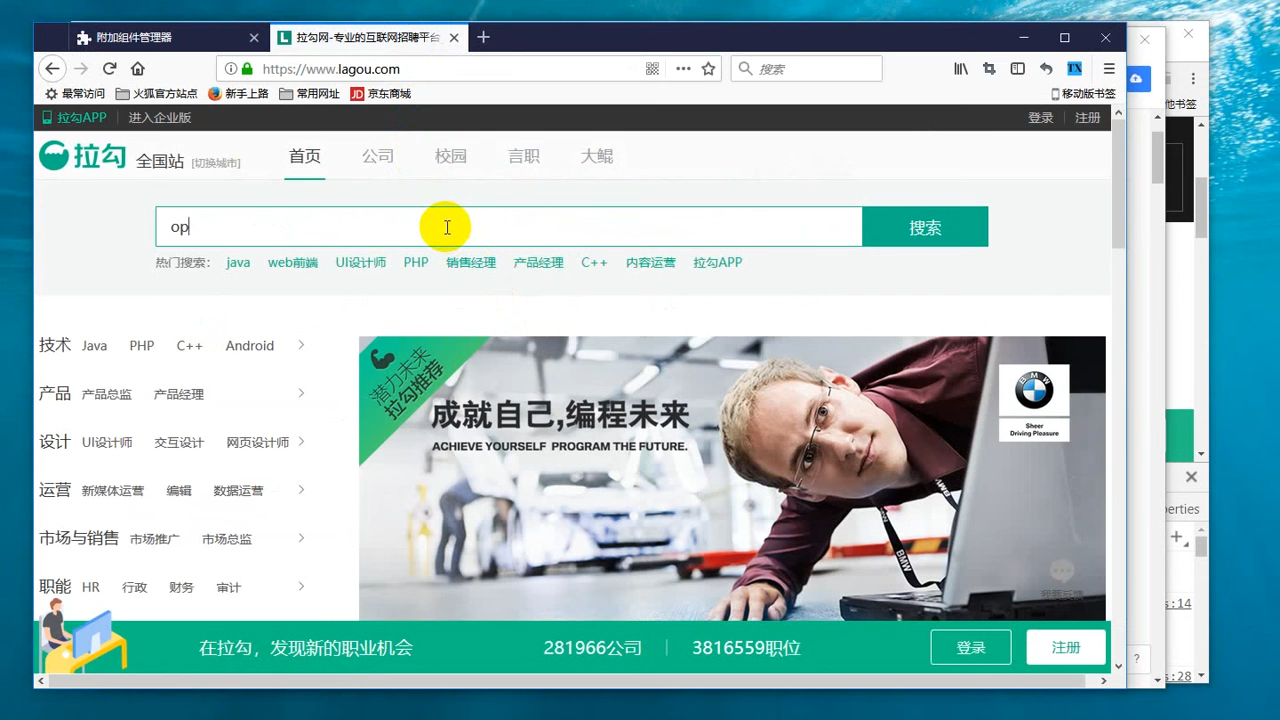 附加组件管理器
拉勾网-专业的互联网招聘平台
https://www.lagou.com
搜索
最常访问 火狐官方站点 新手上路 常用网址 JD 京东商城 移动版书签
他书签
拉勾APP 进入企业版 登录 注册
拉勾 全国站 [切换城市] 首页 公司 校园 言职 大鲲
op 搜索
热门搜索： java web前端 UI设计师 PHP 销售经理 产品经理 C++ 内容运营 拉勾APP
技术 Java PHP C++ Android
产品 产品总监 产品经理
设计 UI设计师 交互设计 网页设计师
运营 新媒体运营 编辑 数据运营
市场与销售 市场推广 市场总监
职能 HR 行政 财务 审计
潜力未来
拉勾推荐
成就自己,编程未来
ACHIEVE YOURSELF PROGRAM THE FUTURE.
BMW
Sheer
Driving Pleasure
BMW
在拉勾，发现新的职业机会 281966公司 3816559职位 登录 注册
perties
s:14
?
s:28